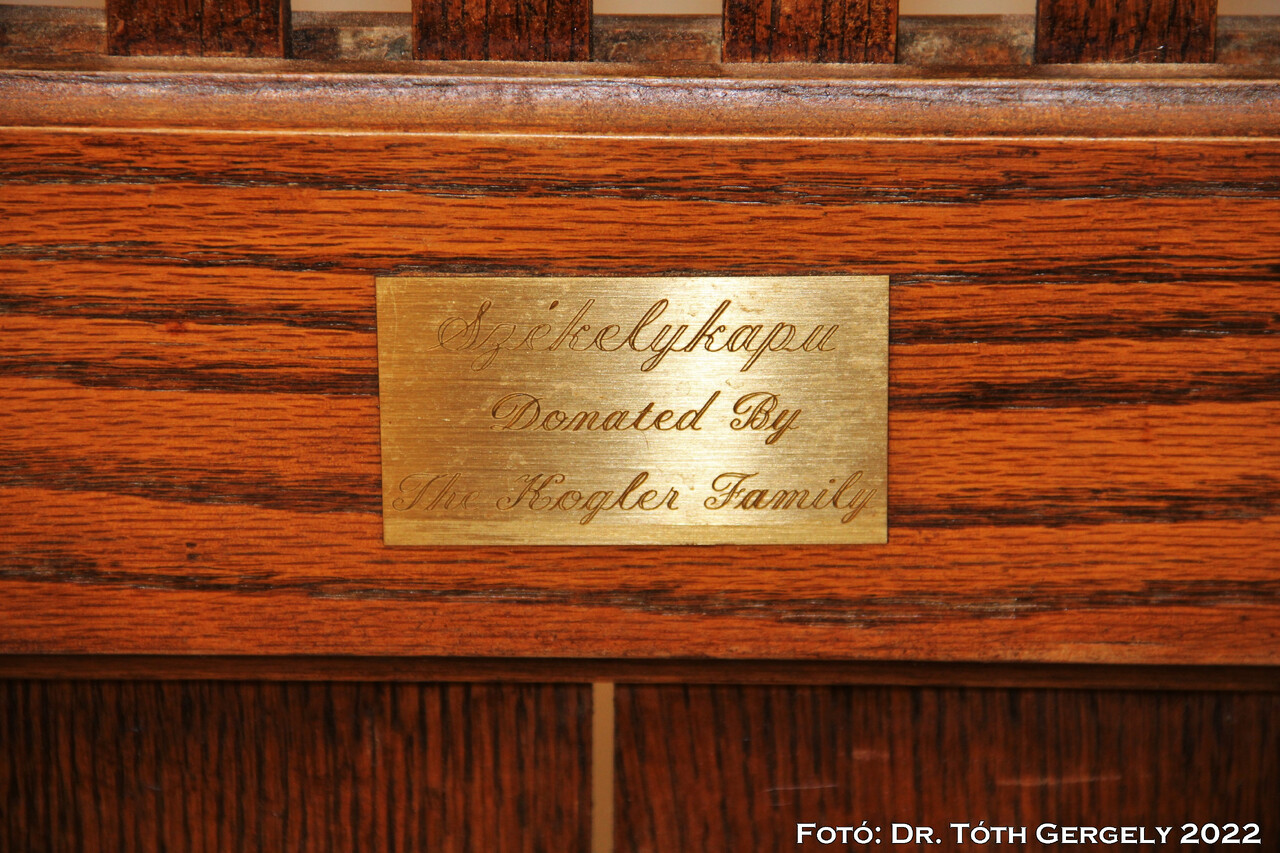 Székelykapu
Donated By
The Kogler Family
Fotó: Dr. Tóth Gergely 2022